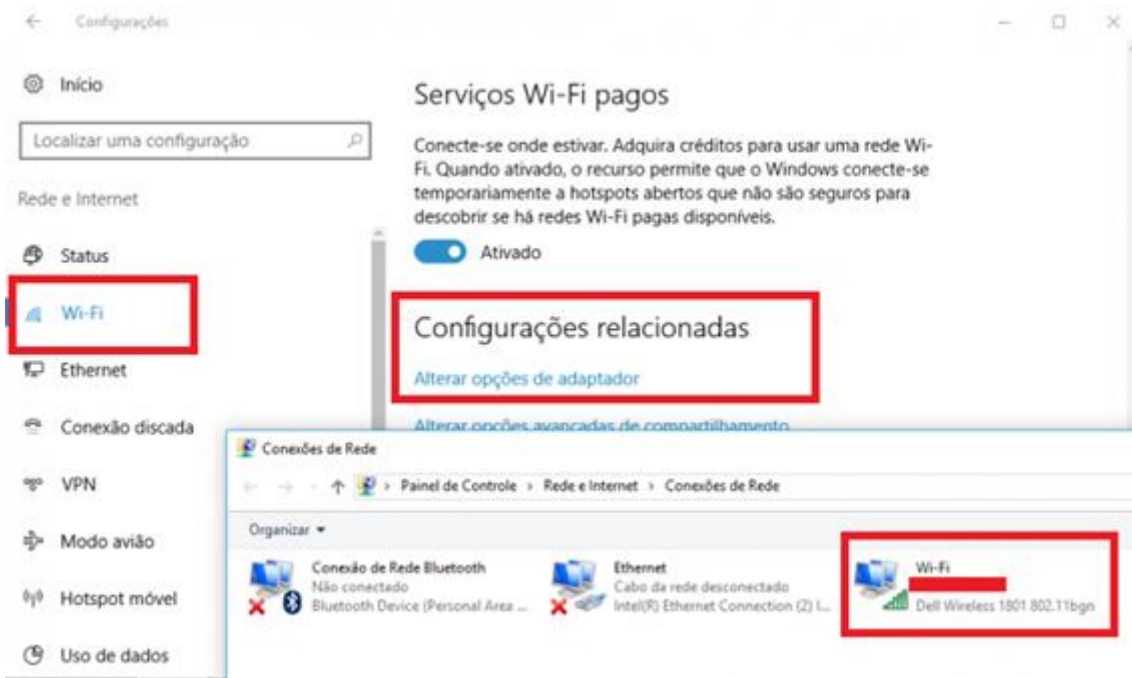 Configurações
Início
Localizar uma configuração
Rede e Internet
Status
Wi-Fi
Ethernet
Conexão discada
VPN
Modo avião
Hotspot móvel
Uso de dados
Serviços Wi-Fi pagos
Conecte-se onde estiver. Adquira créditos para usar uma rede Wi-
Fi. Quando ativado, o recurso permite que o Windows conecte-se
temporariamente a hotspots abertos que não são seguros para
descobrir se há redes Wi-Fi pagas disponíveis.
Ativado
Configurações relacionadas
Alterar opções de adaptador
Alterar opções avançadas de compartilhamento
Conexões de Rede
Painel de Controle › Rede e Internet › Conexões de Rede
Organizar
Conexão de Rede Bluetooth
Não conectado
Bluetooth Device (Personal Area ...
Ethernet
Cabo da rede desconectado
Intel(R) Ethernet Connection (2) I...
Wi-Fi
Dell Wireless 1801 802.11bgn